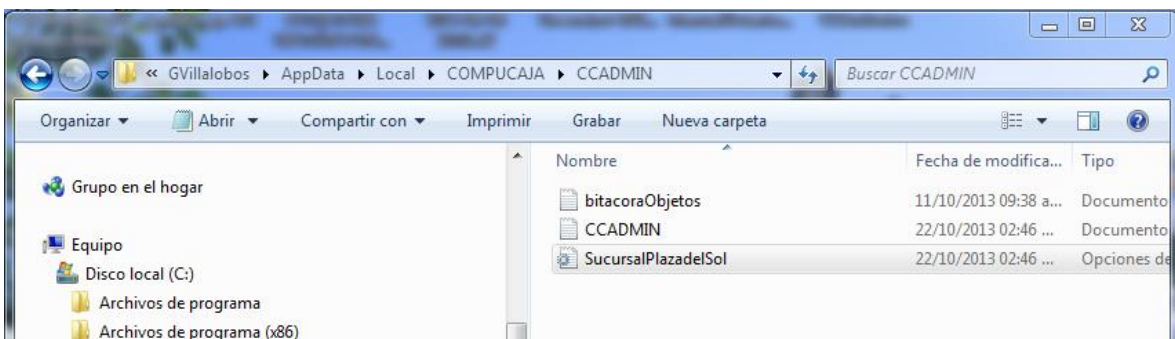 « GVillalobos ▸ AppData ▸ Local ▸ COMPUCAJA ▸ CCADMIN
Buscar CCADMIN
Organizar Abrir Compartir con Imprimir Grabar Nueva carpeta
Nombre Fecha de modifica... Tipo
Grupo en el hogar
bitacoraObjetos 11/10/2013 09:38 a... Documento
CCADMIN 22/10/2013 02:46 ... Documento
Equipo
SucursalPlazadelSol 22/10/2013 02:46 ... Opciones de
Disco local (C:)
Archivos de programa
Archivos de programa (x86)